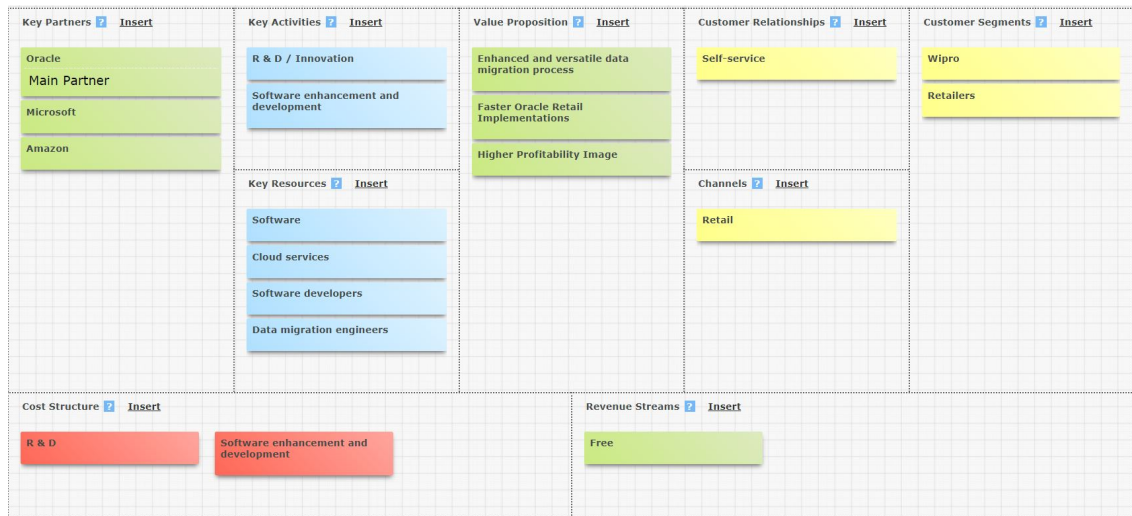 Key Partners ? Insert
Oracle
Main Partner
Microsoft
Amazon
Key Activities ? Insert
R & D / Innovation
Software enhancement and
development
Key Resources ? Insert
Software
Cloud services
Software developers
Data migration engineers
Value Proposition ? Insert
Enhanced and versatile data
migration process
Faster Oracle Retail
Implementations
Higher Profitability Image
Customer Relationships ? Insert
Self-service
Channels ? Insert
Retail
Customer Segments ? Insert
Wipro
Retailers
Cost Structure ? Insert
R & D
Software enhancement and
development
Revenue Streams ? Insert
Free